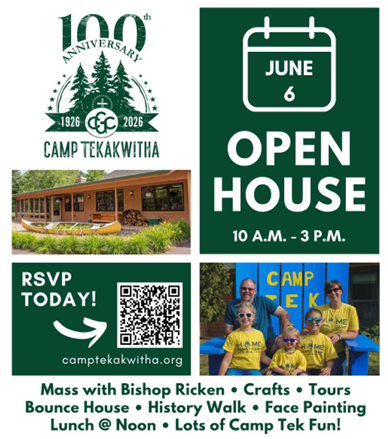 100th
ANNIVERSARY
1926 2026
CAMP TEKAKWITHA
JUNE
6
OPEN
HOUSE
10 A.M. - 3 P.M.
RSVP
TODAY!
camptekakwitha.org
CAMP
TEK
Mass with Bishop Ricken • Crafts • Tours
Bounce House • History Walk • Face Painting
Lunch @ Noon • Lots of Camp Tek Fun!